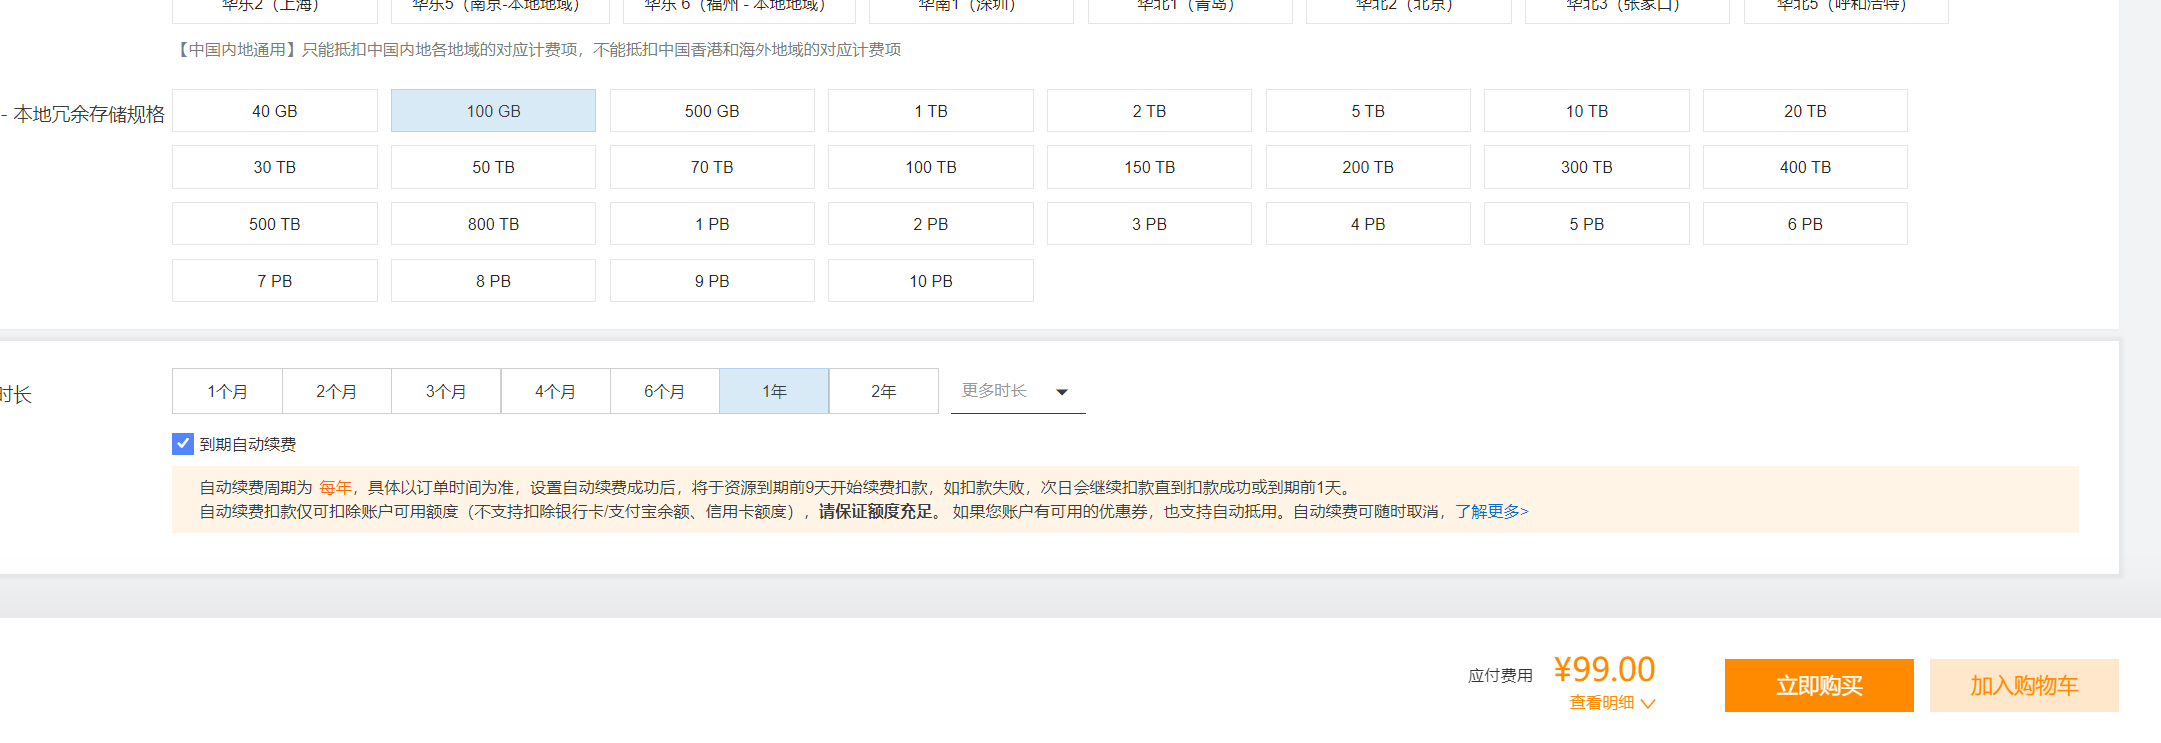 华东2（上海） 华东5（南京-本地地域） 华东 6（福州 - 本地地域） 华南1（深圳） 华北1（青岛） 华北2（北京） 华北3（张家口） 华北5（呼和浩特）
【中国内地通用】只能抵扣中国内地各地域的对应计费项，不能抵扣中国香港和海外地域的对应计费项
- 本地冗余存储规格 40 GB 100 GB 500 GB 1 TB 2 TB 5 TB 10 TB 20 TB
30 TB 50 TB 70 TB 100 TB 150 TB 200 TB 300 TB 400 TB
500 TB 800 TB 1 PB 2 PB 3 PB 4 PB 5 PB 6 PB
7 PB 8 PB 9 PB 10 PB
时长 1个月 2个月 3个月 4个月 6个月 1年 2年 更多时长
到期自动续费
自动续费周期为 每年，具体以订单时间为准，设置自动续费成功后，将于资源到期前9天开始续费扣款，如扣款失败，次日会继续扣款直到扣款成功或到期前1天。
自动续费扣款仅可扣除账户可用额度（不支持扣除银行卡/支付宝余额、信用卡额度），请保证额度充足。 如果您账户有可用的优惠券，也支持自动抵用。自动续费可随时取消，了解更多>
应付费用 ¥99.00 立即购买 加入购物车
查看明细